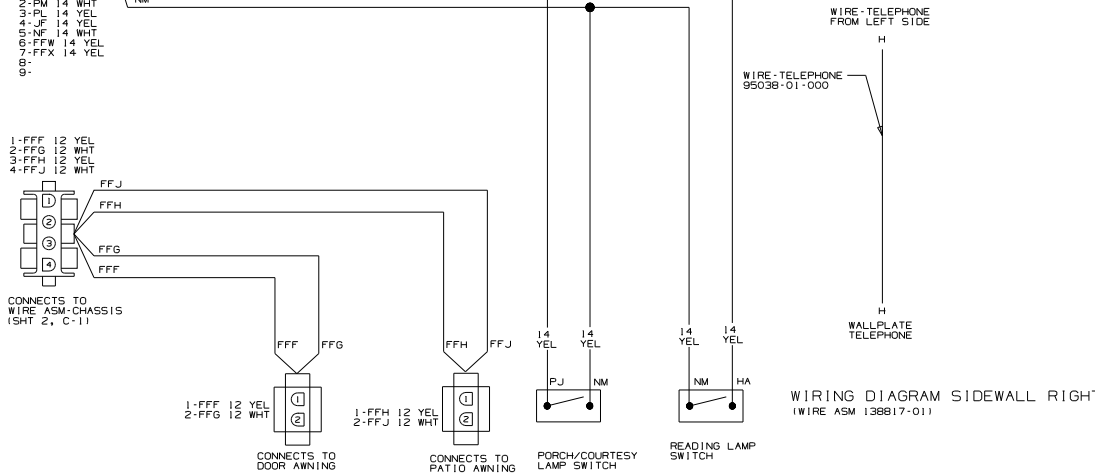 2-PM 14 WHT
3-PL 14 YEL
4-JF 14 YEL
5-NF 14 WHT
6-FFW 14 YEL
7-FFX 14 YEL
8-
9-
NM
WIRE-TELEPHONE
FROM LEFT SIDE
H
WIRE-TELEPHONE
95038-01-000
H
WALLPLATE
TELEPHONE
1-FFF 12 YEL
2-FFG 12 WHT
3-FFH 12 YEL
4-FFJ 12 WHT
1
2
3
4
FFJ
FFH
FFG
FFF
CONNECTS TO
WIRE ASM-CHASSIS
(SHT 2, C-1)
FFF
FFG
1-FFF 12 YEL
2-FFG 12 WHT
1
2
CONNECTS TO
DOOR AWNING
FFH
FFJ
1-FFH 12 YEL
2-FFJ 12 WHT
1
2
CONNECTS TO
PATIO AWNING
14
YEL
14
YEL
PJ
NM
PORCH/COURTESY
LAMP SWITCH
14
YEL
14
YEL
NM
HA
READING LAMP
SWITCH
WIRING DIAGRAM SIDEWALL RIGH
(WIRE ASM 138817-01)